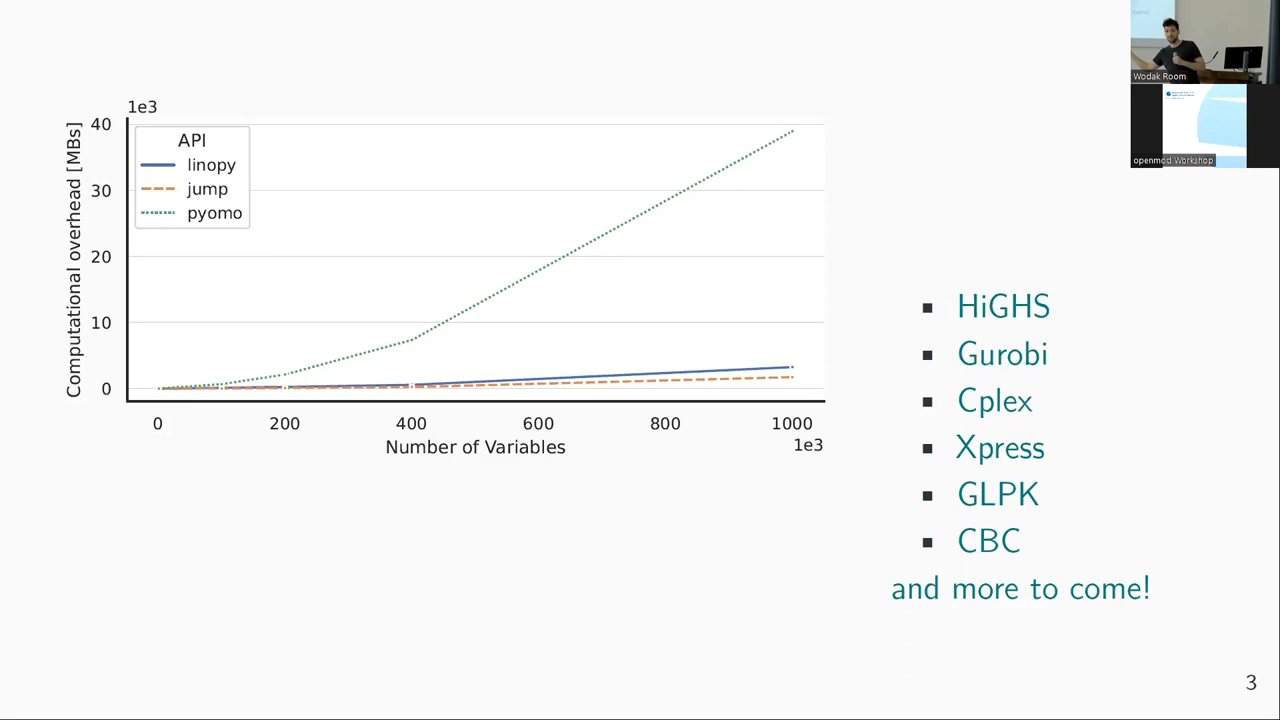 1e3
Computational overhead [MBs]
40
30
20
10
0
API
linopy
jump
pyomo
0 200 400 600 800 1000
1e3
Number of Variables
▪ HiGHS
▪ Gurobi
▪ Cplex
▪ Xpress
▪ GLPK
▪ CBC
and more to come!
3
Wodak Room
openmod Workshop